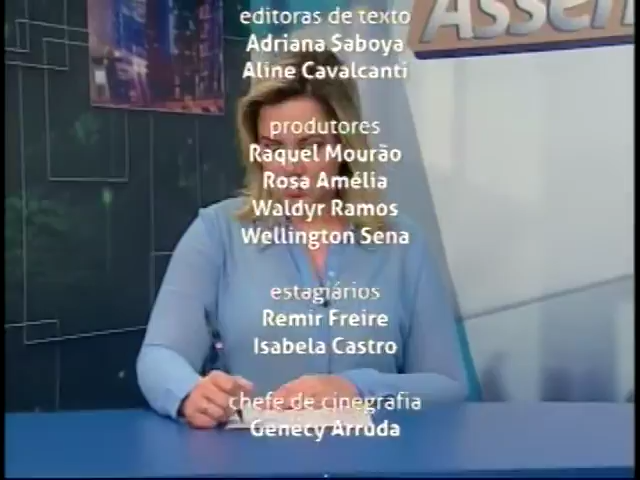 Assem
editoras de texto
Adriana Saboya
Aline Cavalcanti
produtores
Raquel Mourão
Rosa Amélia
Waldyr Ramos
Wellington Sena
estagiários
Remir Freire
Isabela Castro
chefe de cinegrafia
Genecy Arruda